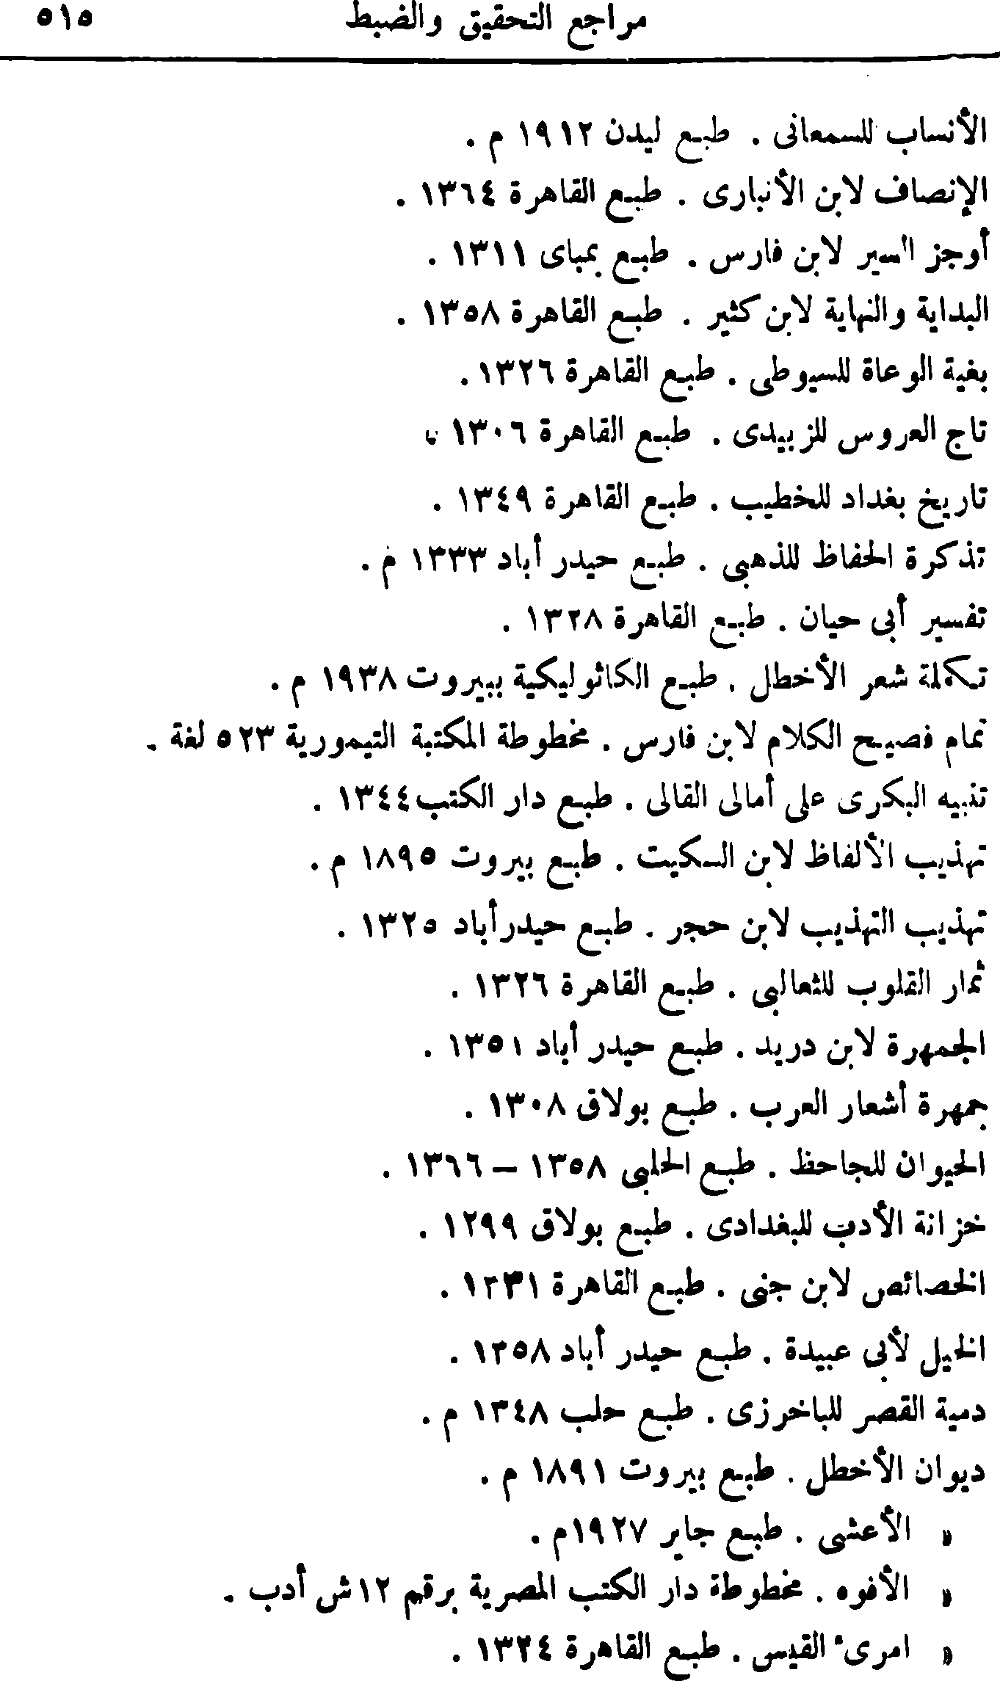 مراجع التحقيق والضبط ٥١٥
الأنساب للسمعانى . طبع ليدن ١٩١٢ م .
الإنصاف لابن الأنبارى . طبع القاهرة ١٣٦٤ .
أوجز السير لابن فارس . طبع بمباى ١٣١١ .
البداية والنهاية لابن كثير . طبع القاهرة ١٣٥٨ .
بغية الوعاة للسيوطى . طبع القاهرة ١٣٢٦ .
تاج العروس للزبيدى . طبع القاهرة ١٣٠٦ .
تاريخ بغداد للخطيب . طبع القاهرة ١٣٤٩ .
تذكرة الحفاظ للذهبى . طبع حيدر أباد ١٣٣٣ م .
تفسير أبى حيان . طبع القاهرة ١٣٢٨ .
تكملة شعر الأخطل . طبع الكاثوليكية ببيروت ١٩٣٨ م .
تمام فصيح الكلام لابن فارس . مخطوطة المكتبة التيمورية ٥٢٣ لغة .
تنبيه البكرى على أمالى القالى . طبع دار الكتب ١٣٤٤ .
تهذيب الألفاظ لابن السكيت . طبع بيروت ١٨٩٥ م .
تهذيب التهذيب لابن حجر . طبع حيدرأباد ١٣٢٥ .
ثمار القلوب للثعالبى . طبع القاهرة ١٣٢٦ .
الجمهرة لابن دريد . طبع حيدر أباد ١٣٥١ .
جمهرة أشعار العرب . طبع بولاق ١٣٠٨ .
الحيوان للجاحظ . طبع الحلبى ١٣٥٨ – ١٣٦٦ .
خزانة الأدب للبغدادى . طبع بولاق ١٢٩٩ .
الخصائص لابن جنى . طبع القاهرة ١٣٣١ .
الخيل لأبى عبيدة . طبع حيدر أباد ١٣٥٨ .
دمية القصر للباخرزى . طبع حلب ١٣٤٨ م .
ديوان الأخطل . طبع بيروت ١٨٩١ م .
« الأعشى . طبع جاير ١٩٢٧م .
« الأفوه . مخطوطة دار الكتب المصرية برقم ١٢ش أدب .
« امرىء القيس . طبع القاهرة ١٣٢٤ .